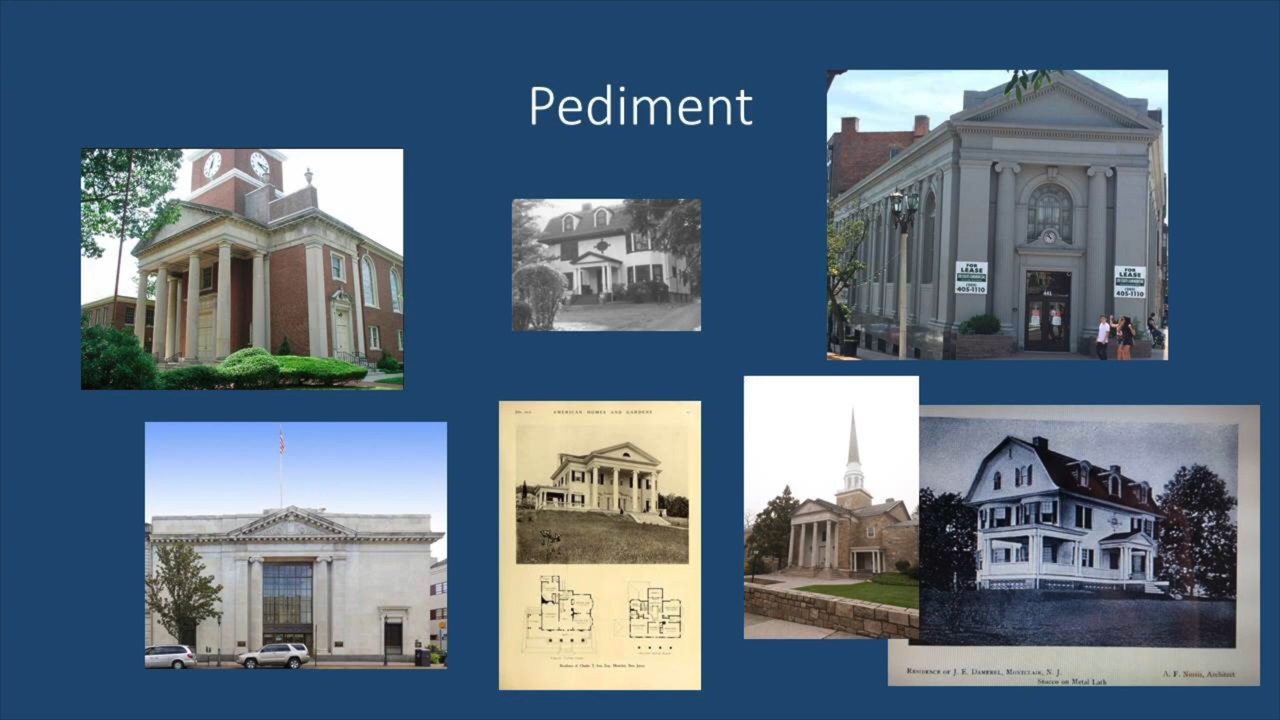 Pediment
FOR
LEASE
405-1110
FOR
LEASE
405-1110
AMERICAN HOMES AND GARDENS
RESIDENCE OF J. E. DAMEREL, MONTCLAIR, N. J.
Stucco on Metal Lath
A. F. Norris, Architect